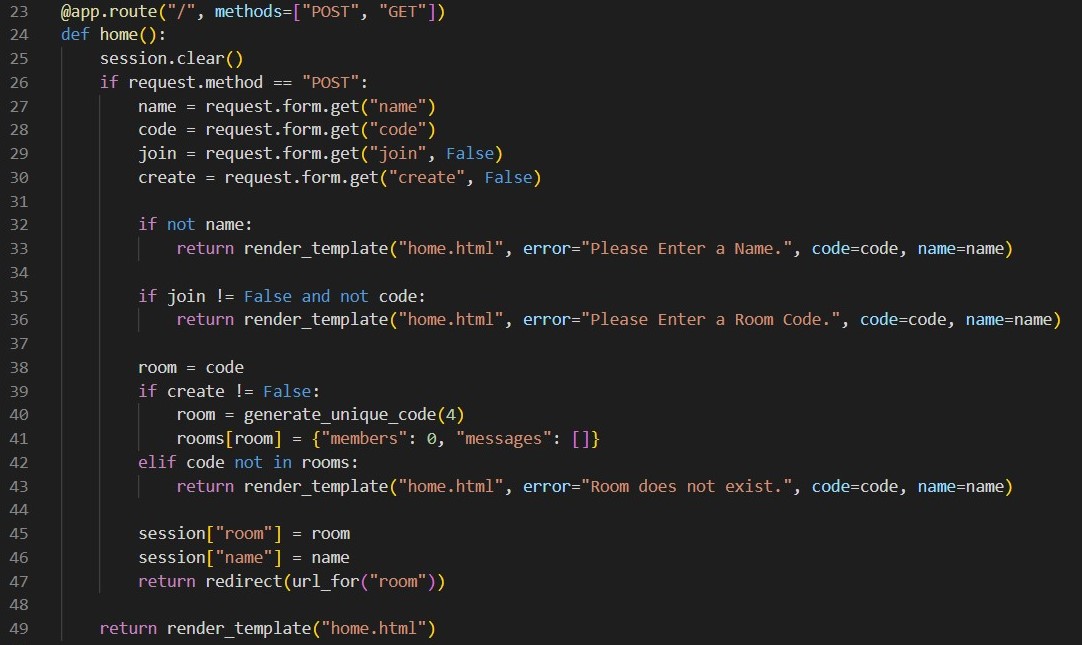 23 @app.route("/", methods=["POST", "GET"])
24 def home():
25     session.clear()
26     if request.method == "POST":
27         name = request.form.get("name")
28         code = request.form.get("code")
29         join = request.form.get("join", False)
30         create = request.form.get("create", False)
31
32         if not name:
33             return render_template("home.html", error="Please Enter a Name.", code=code, name=name)
34
35         if join != False and not code:
36             return render_template("home.html", error="Please Enter a Room Code.", code=code, name=name)
37
38         room = code
39         if create != False:
40             room = generate_unique_code(4)
41             rooms[room] = {"members": 0, "messages": []}
42         elif code not in rooms:
43             return render_template("home.html", error="Room does not exist.", code=code, name=name)
44
45         session["room"] = room
46         session["name"] = name
47         return redirect(url_for("room"))
48
49     return render_template("home.html")